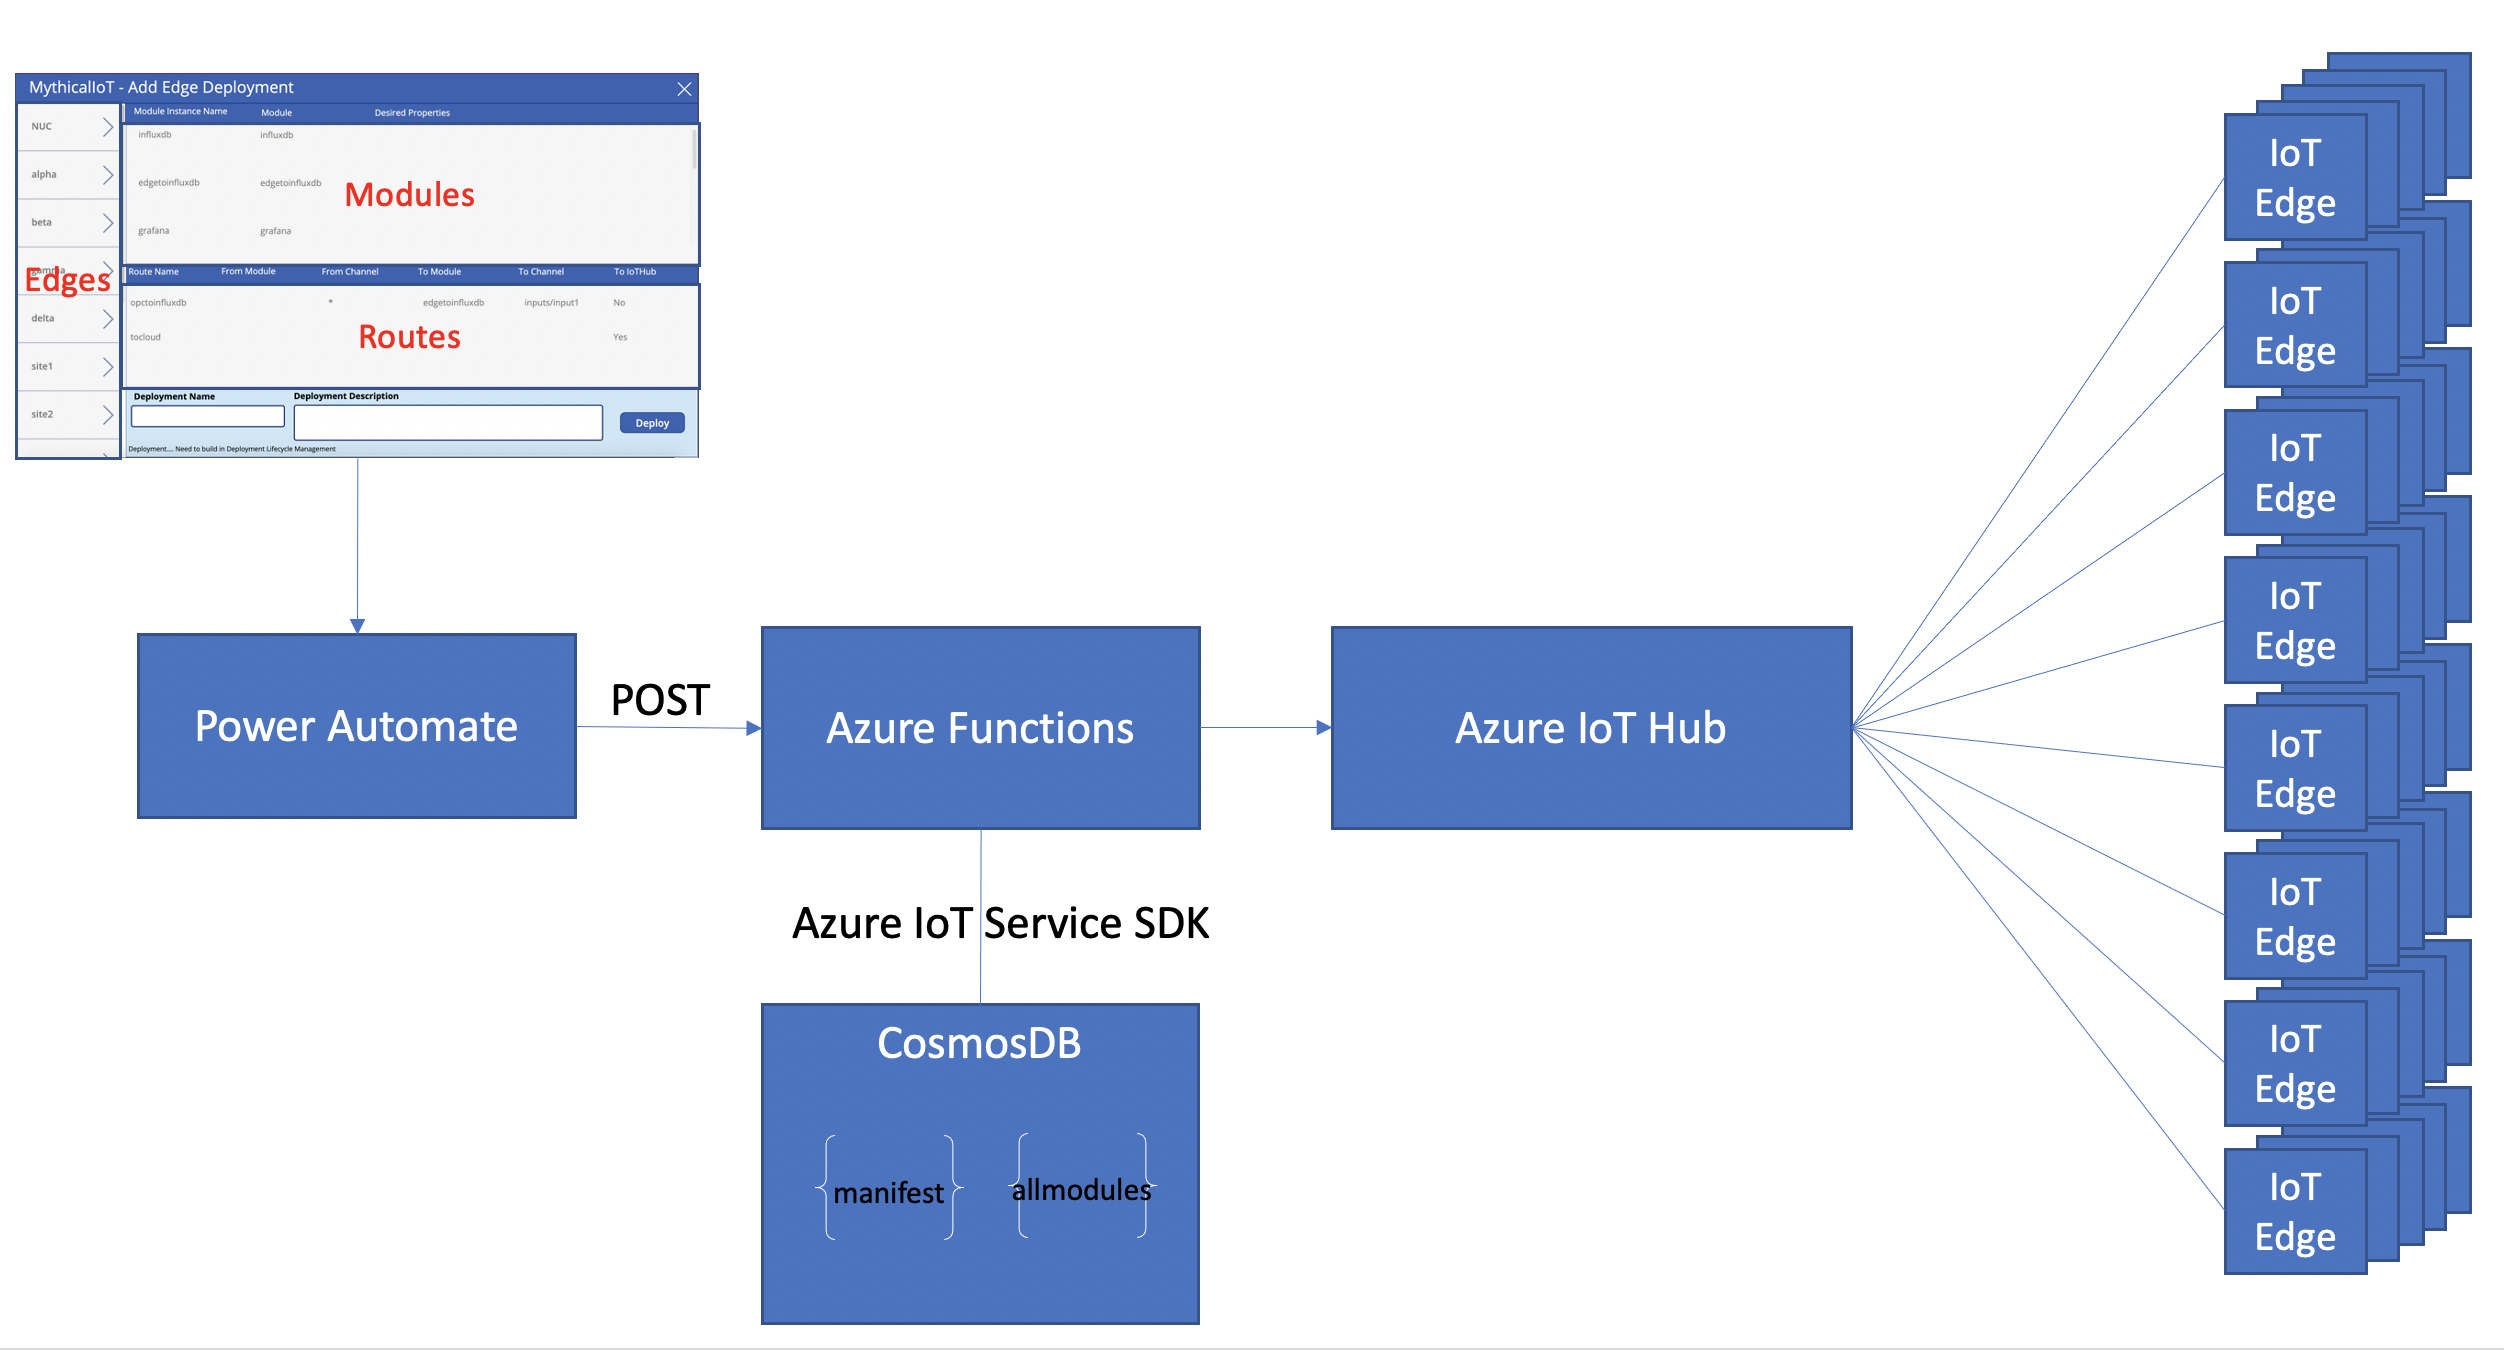 MythicalIoT - Add Edge Deployment
Module Instance Name Module Desired Properties
NUC
alpha
beta
gamma
delta
site1
site2
Edges
influxdb influxdb
edgetoinfluxdb edgetoinfluxdb
grafana grafana
Modules
Route Name From Module From Channel To Module To Channel To IoTHub
opctoinfluxdb * edgetoinfluxdb inputs/input1 No
tocloud Yes
Routes
Deployment Name Deployment Description
Deploy
Deployment.... Need to build in Deployment Lifecycle Management
Power Automate
POST
Azure Functions
Azure IoT Hub
Azure IoT Service SDK
CosmosDB
manifest
allmodules
IoT
Edge
IoT
Edge
IoT
Edge
IoT
Edge
IoT
Edge
IoT
Edge
IoT
Edge
IoT
Edge